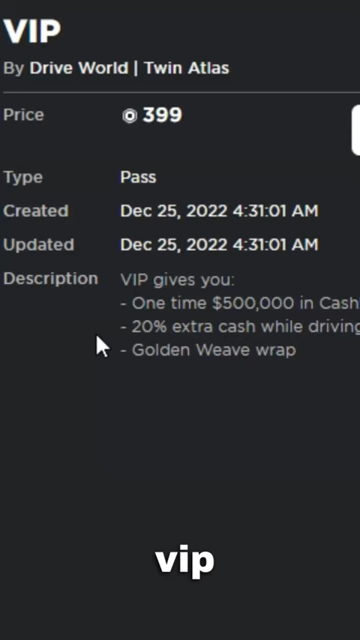 VIP
By Drive World | Twin Atlas
Price 399
Type Pass
Created Dec 25, 2022 4:31:01 AM
Updated Dec 25, 2022 4:31:01 AM
Description VIP gives you:
- One time $500,000 in Cash
- 20% extra cash while driving
- Golden Weave wrap
vip